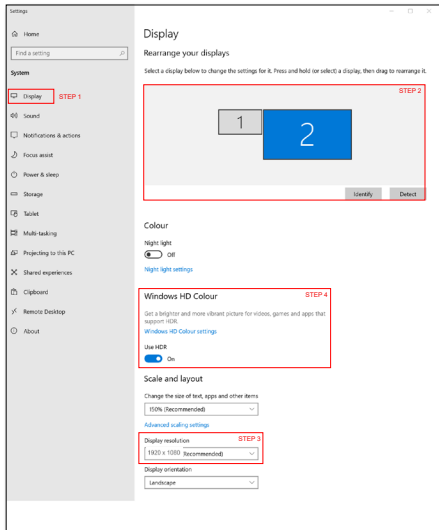 Settings
Home
Find a setting
System
Display STEP 1
Sound
Notifications & actions
Focus assist
Power & sleep
Storage
Tablet
Multi-tasking
Projecting to this PC
Shared experiences
Clipboard
Remote Desktop
About
Display
Rearrange your displays
Select a display below to change the settings for it. Press and hold (or select) a display, then drag to rearrange it.
STEP 2
1 2
Identify Detect
Colour
Night light
Off
Night light settings
Windows HD Colour STEP 4
Get a brighter and more vibrant picture for videos, games and apps that
support HDR.
Windows HD Colour settings
Use HDR
On
Scale and layout
Change the size of text, apps and other items
150% (Recommended)
Advanced scaling settings
Display resolution STEP 3
1920 x 1080 (Recommended)
Display orientation
Landscape